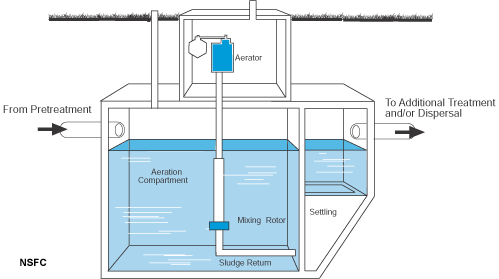 Aerator
From Pretreatment
To Additional Treatment
and/or Dispersal
Aeration
Compartment
Mixing Rotor
Settling
Sludge Return
NSFC